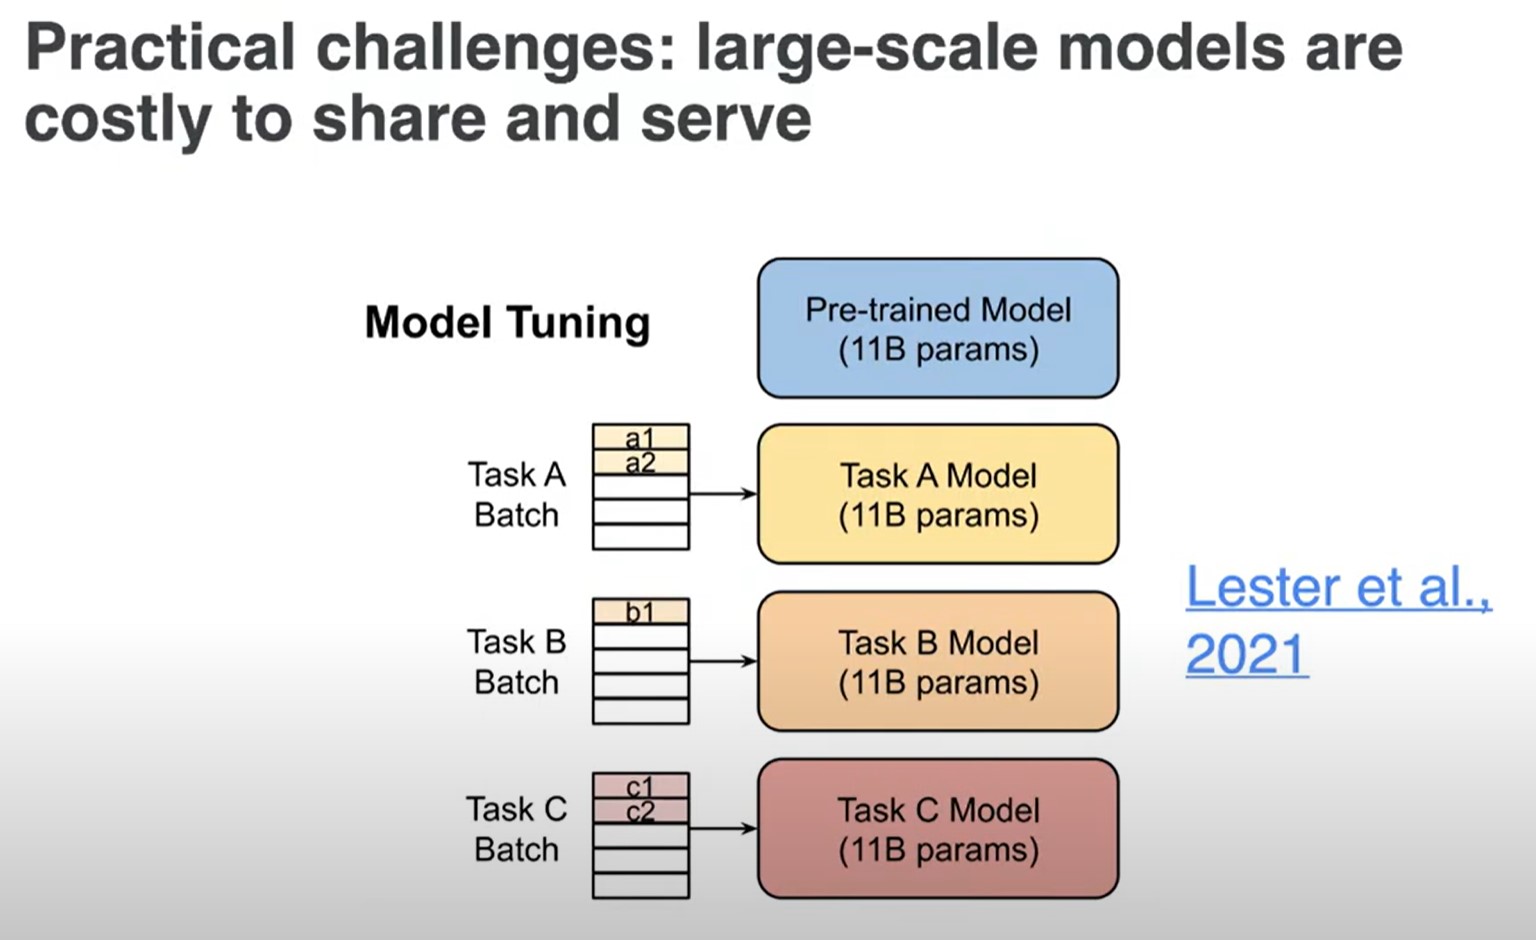 Practical challenges: large-scale models are
costly to share and serve
Model Tuning
Pre-trained Model
(11B params)
Task A
Batch
a1
a2
Task A Model
(11B params)
Task B
Batch
b1
Task B Model
(11B params)
Task C
Batch
c1
c2
Task C Model
(11B params)
Lester et al.,
2021